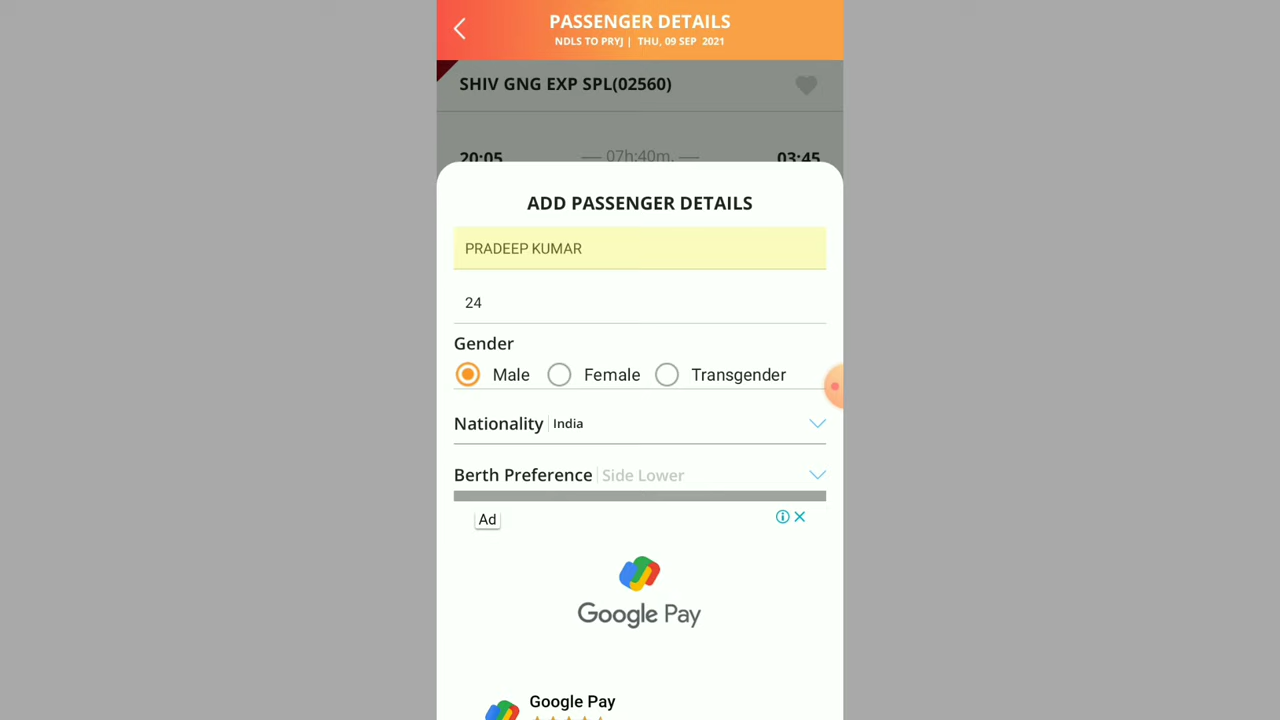 PASSENGER DETAILS
NDLS TO PRYJ | THU, 09 SEP 2021
SHIV GNG EXP SPL(02560)
20:05 07h:40m. 03:45
ADD PASSENGER DETAILS
PRADEEP KUMAR
24
Gender
Male Female Transgender
Nationality India
Berth Preference Side Lower
Ad
Google Pay
Google Pay